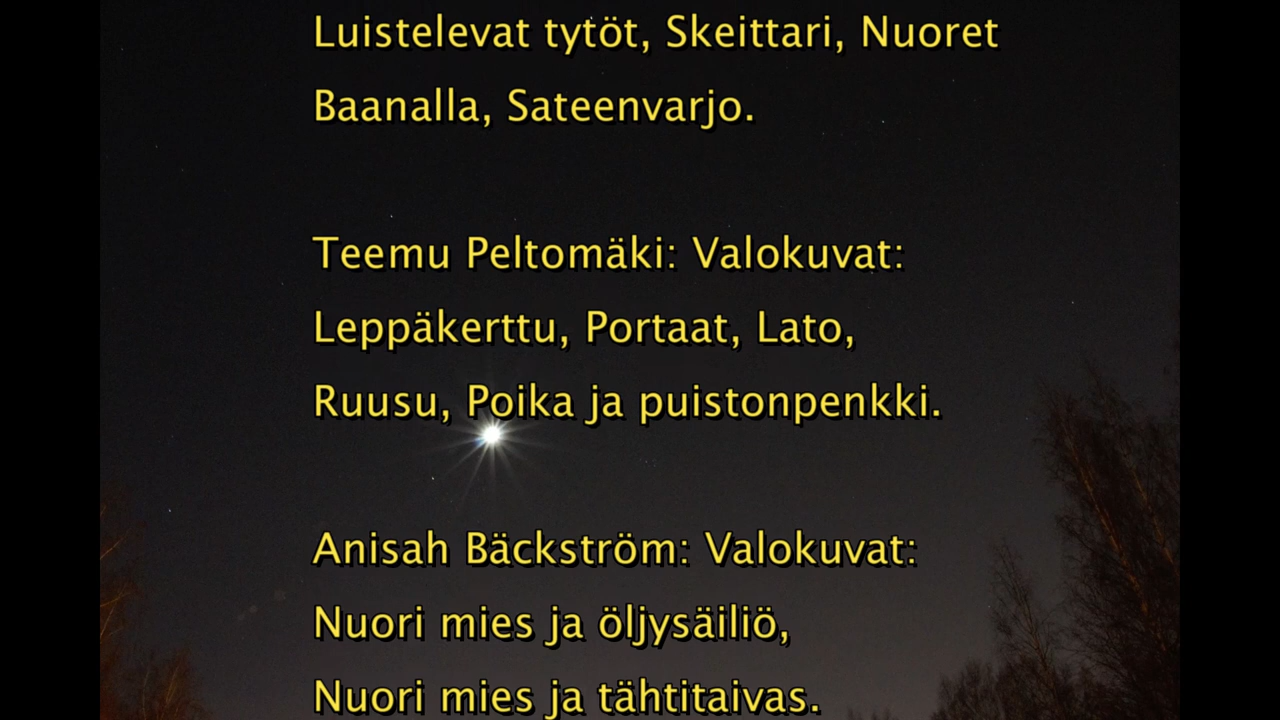 Luistelevat tytöt, Skeittari, Nuoret
Baanalla, Sateenvarjo.
Teemu Peltomäki: Valokuvat:
Leppäkerttu, Portaat, Lato,
Ruusu, Poika ja puistonpenkki.
Anisah Bäckström: Valokuvat:
Nuori mies ja öljysäiliö,
Nuori mies ja tähtitaivas.